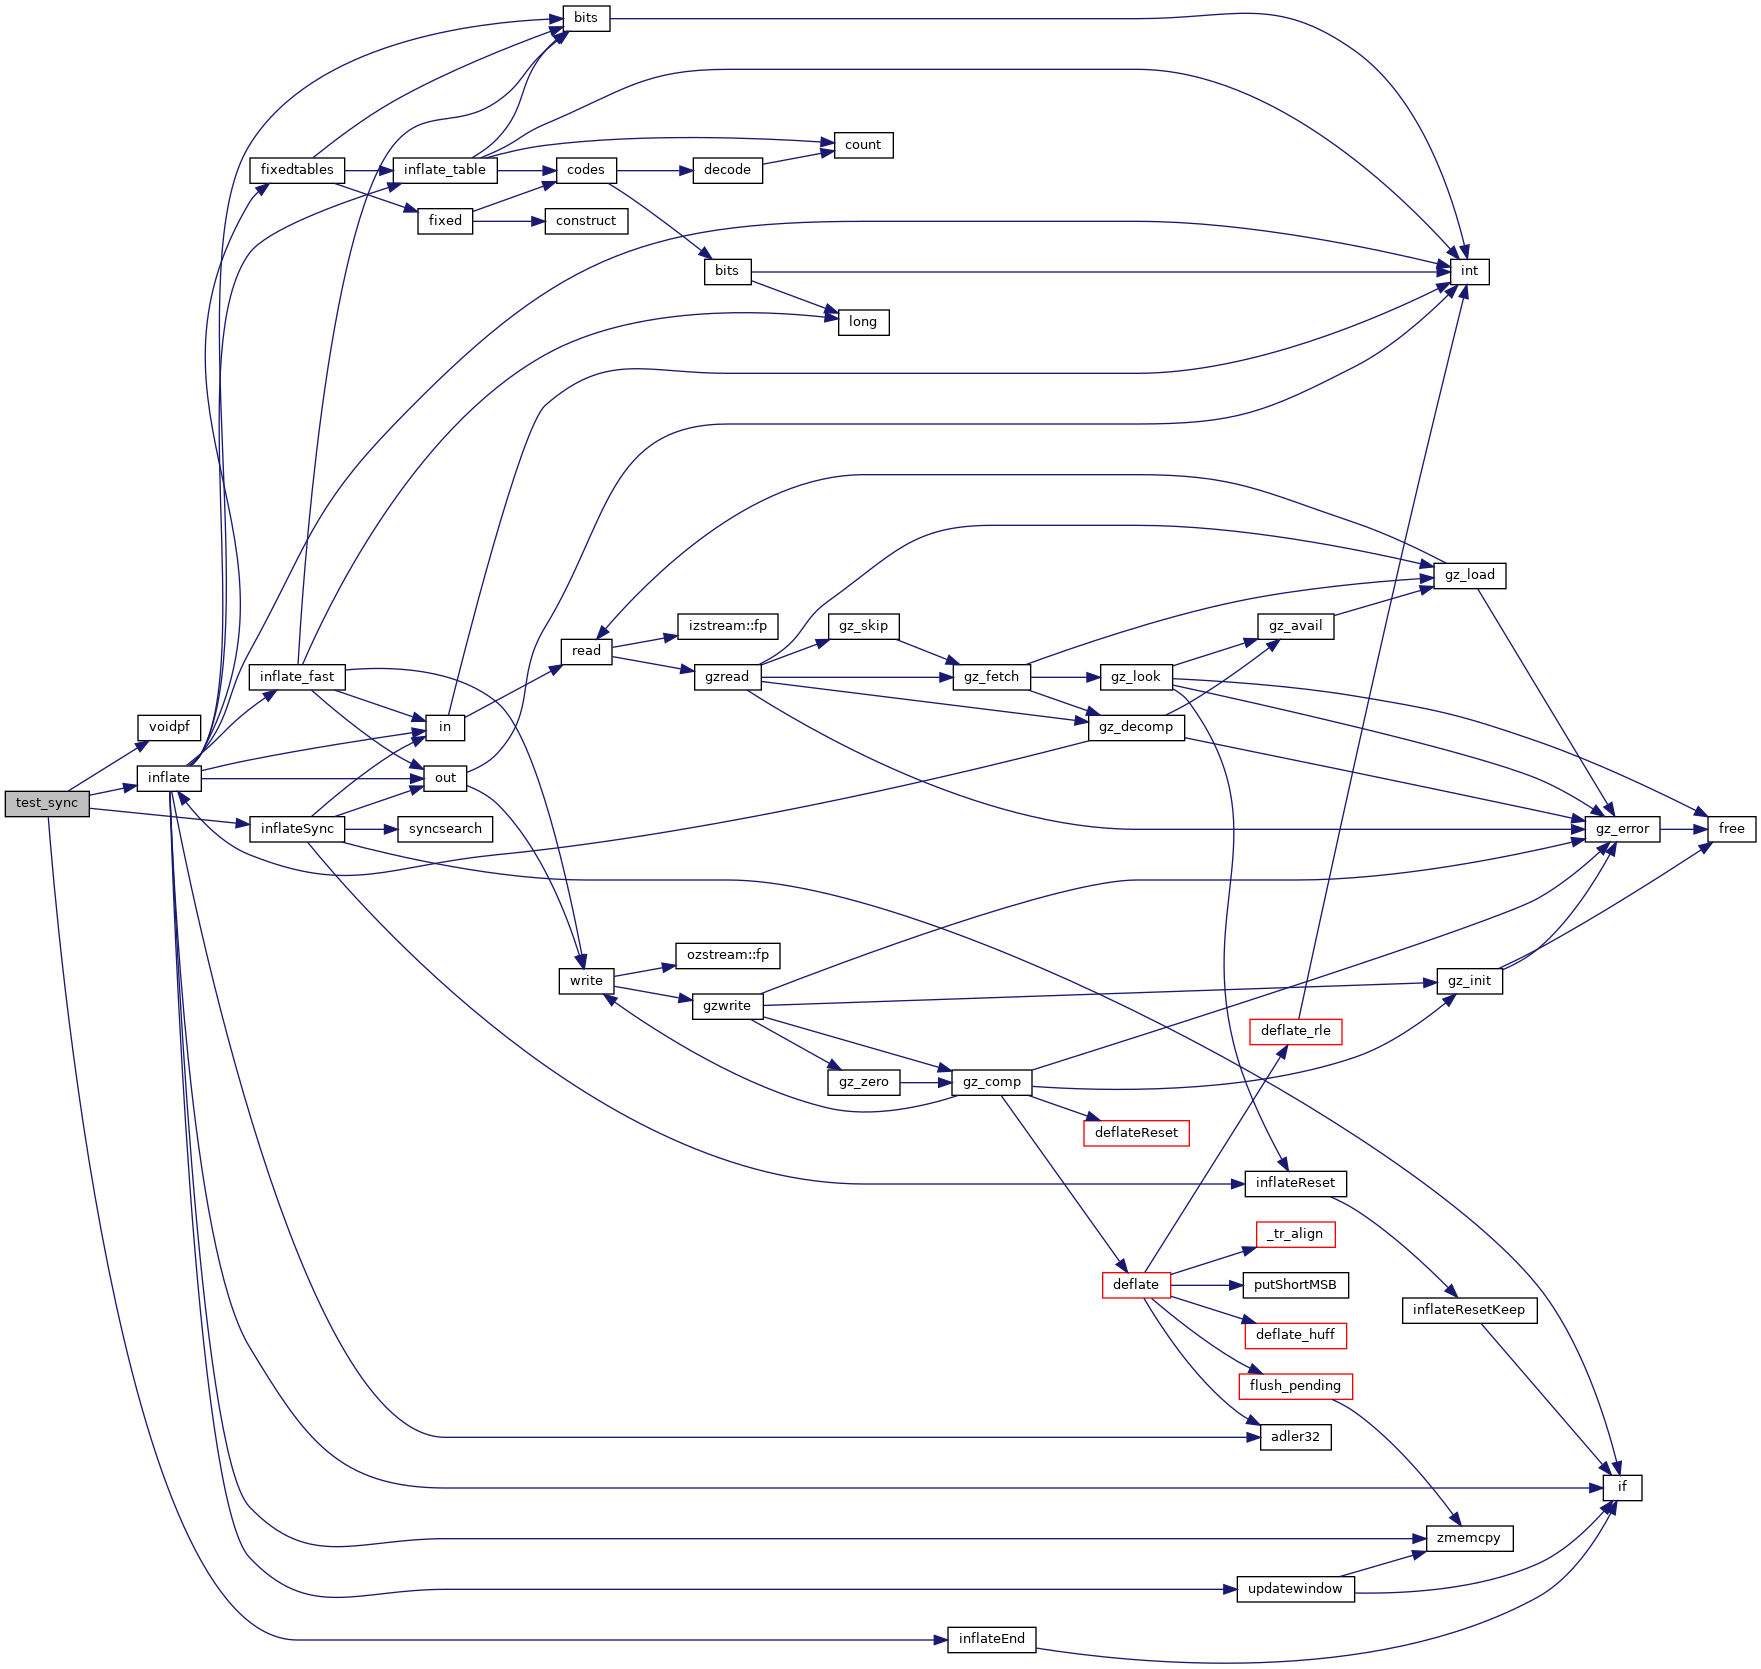 bits
fixedtables
inflate_table
codes
decode
count
fixed
construct
bits
int
long
gz_load
izstream::fp
gz_skip
gz_avail
read
inflate_fast
gzread
gz_fetch
gz_look
voidpf
in
gz_decomp
inflate
out
test_sync
inflateSync
syncsearch
gz_error
free
ozstream::fp
write
gz_init
gzwrite
deflate_rle
gz_zero
gz_comp
deflateReset
inflateReset
_tr_align
deflate
putShortMSB
inflateResetKeep
deflate_huff
flush_pending
adler32
if
zmemcpy
updatewindow
inflateEnd